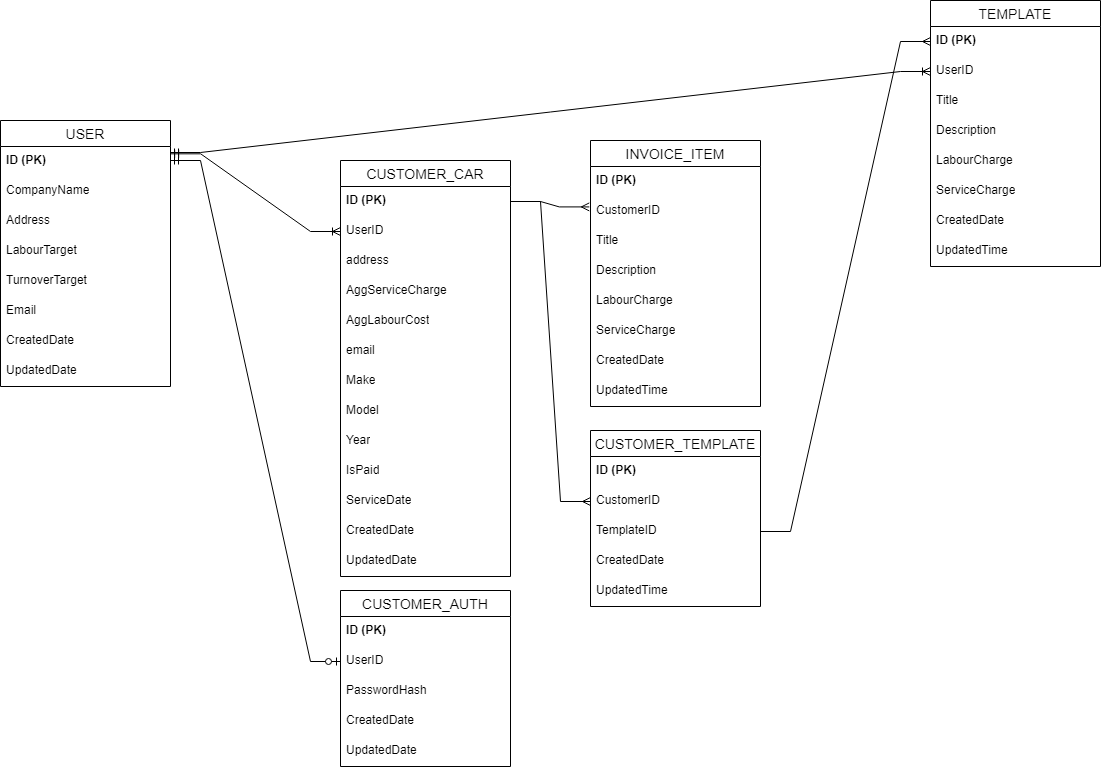 TEMPLATE
ID (PK)
UserID
Title
Description
LabourCharge
ServiceCharge
CreatedDate
UpdatedTime
USER
ID (PK)
CompanyName
Address
LabourTarget
TurnoverTarget
Email
CreatedDate
UpdatedDate
CUSTOMER_CAR
ID (PK)
UserID
address
AggServiceCharge
AggLabourCost
email
Make
Model
Year
IsPaid
ServiceDate
CreatedDate
UpdatedDate
INVOICE_ITEM
ID (PK)
CustomerID
Title
Description
LabourCharge
ServiceCharge
CreatedDate
UpdatedTime
CUSTOMER_TEMPLATE
ID (PK)
CustomerID
TemplateID
CreatedDate
UpdatedTime
CUSTOMER_AUTH
ID (PK)
UserID
PasswordHash
CreatedDate
UpdatedDate